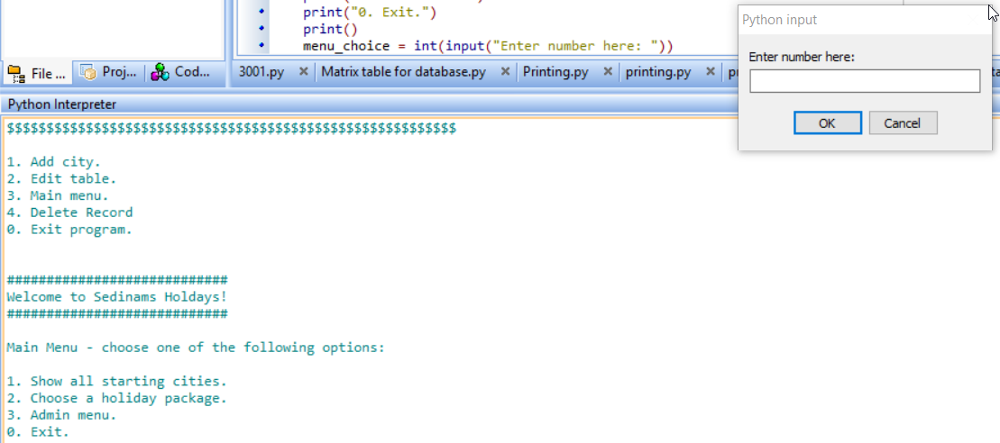 print("0. Exit.")
print()
menu_choice = int(input("Enter number here: "))
File ... Proj... Cod...
3001.py Matrix table for database.py Printing.py printing.py
Python Interpreter
$$$$$$$$$$$$$$$$$$$$$$$$$$$$$$$$$$$$$$$$$$$$$$$$$$$$$$$$$
1. Add city.
2. Edit table.
3. Main menu.
4. Delete Record
0. Exit program.
############################
Welcome to Sedinams Holdays!
############################
Main Menu - choose one of the following options:
1. Show all starting cities.
2. Choose a holiday package.
3. Admin menu.
0. Exit.
Python input
Enter number here:
OK Cancel